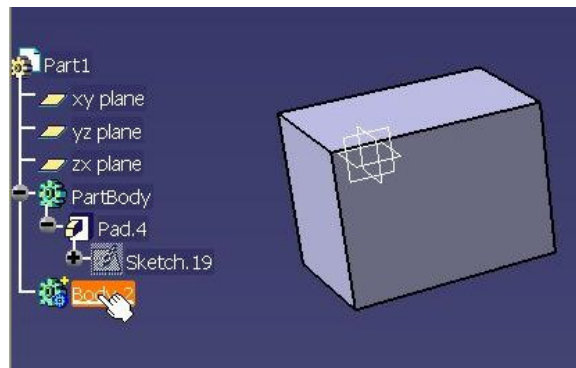 Part1
xy plane
yz plane
zx plane
PartBody
Pad.4
Sketch.19
Body.2